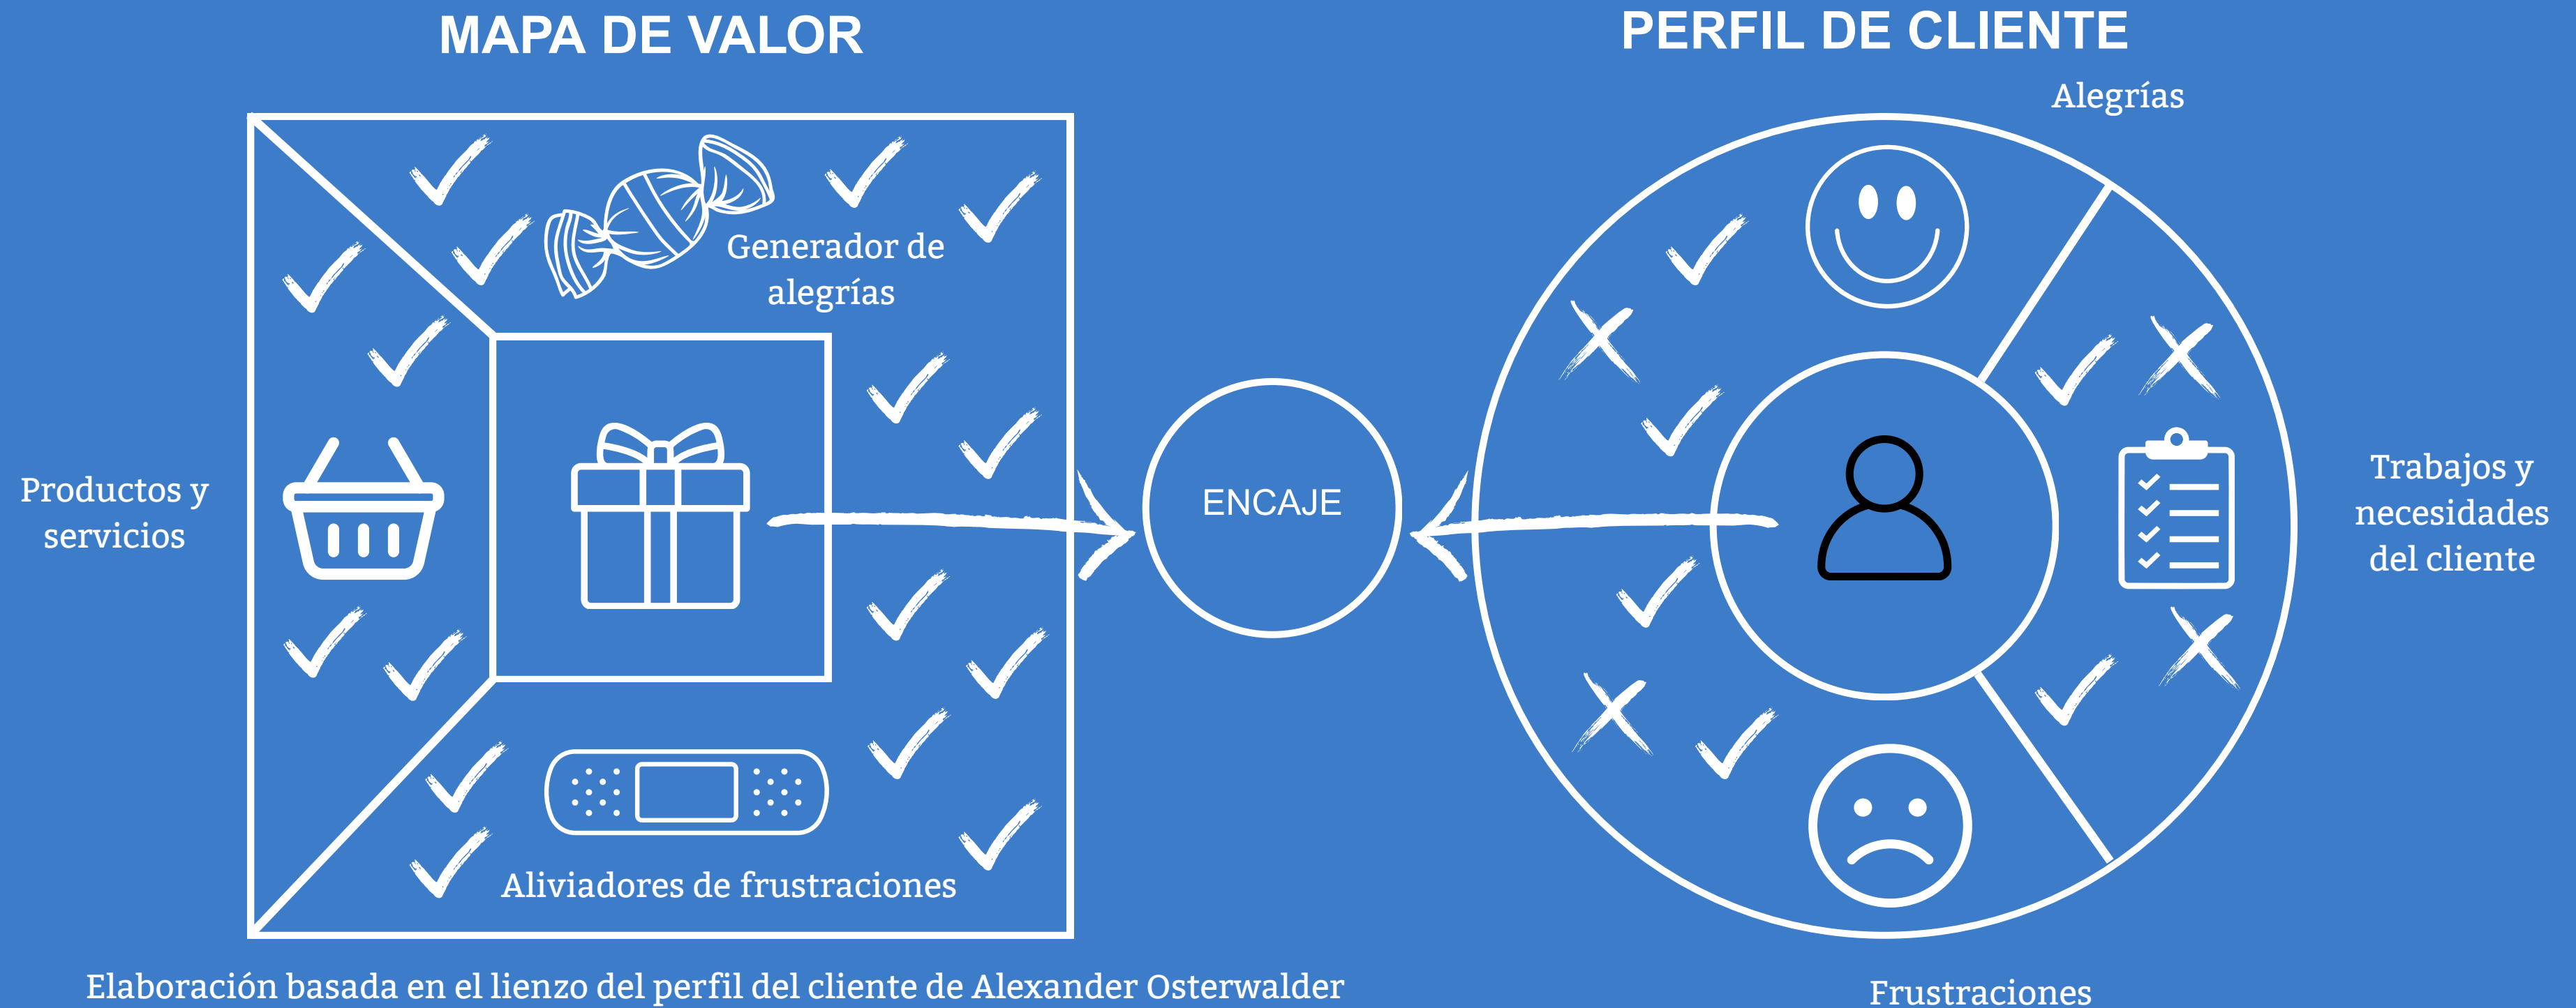 MAPA DE VALOR
Generador de
alegrías
Productos y
servicios
Aliviadores de frustraciones
ENCAJE
PERFIL DE CLIENTE
Alegrías
Trabajos y
necesidades
del cliente
Frustraciones
Elaboración basada en el lienzo del perfil del cliente de Alexander Osterwalder